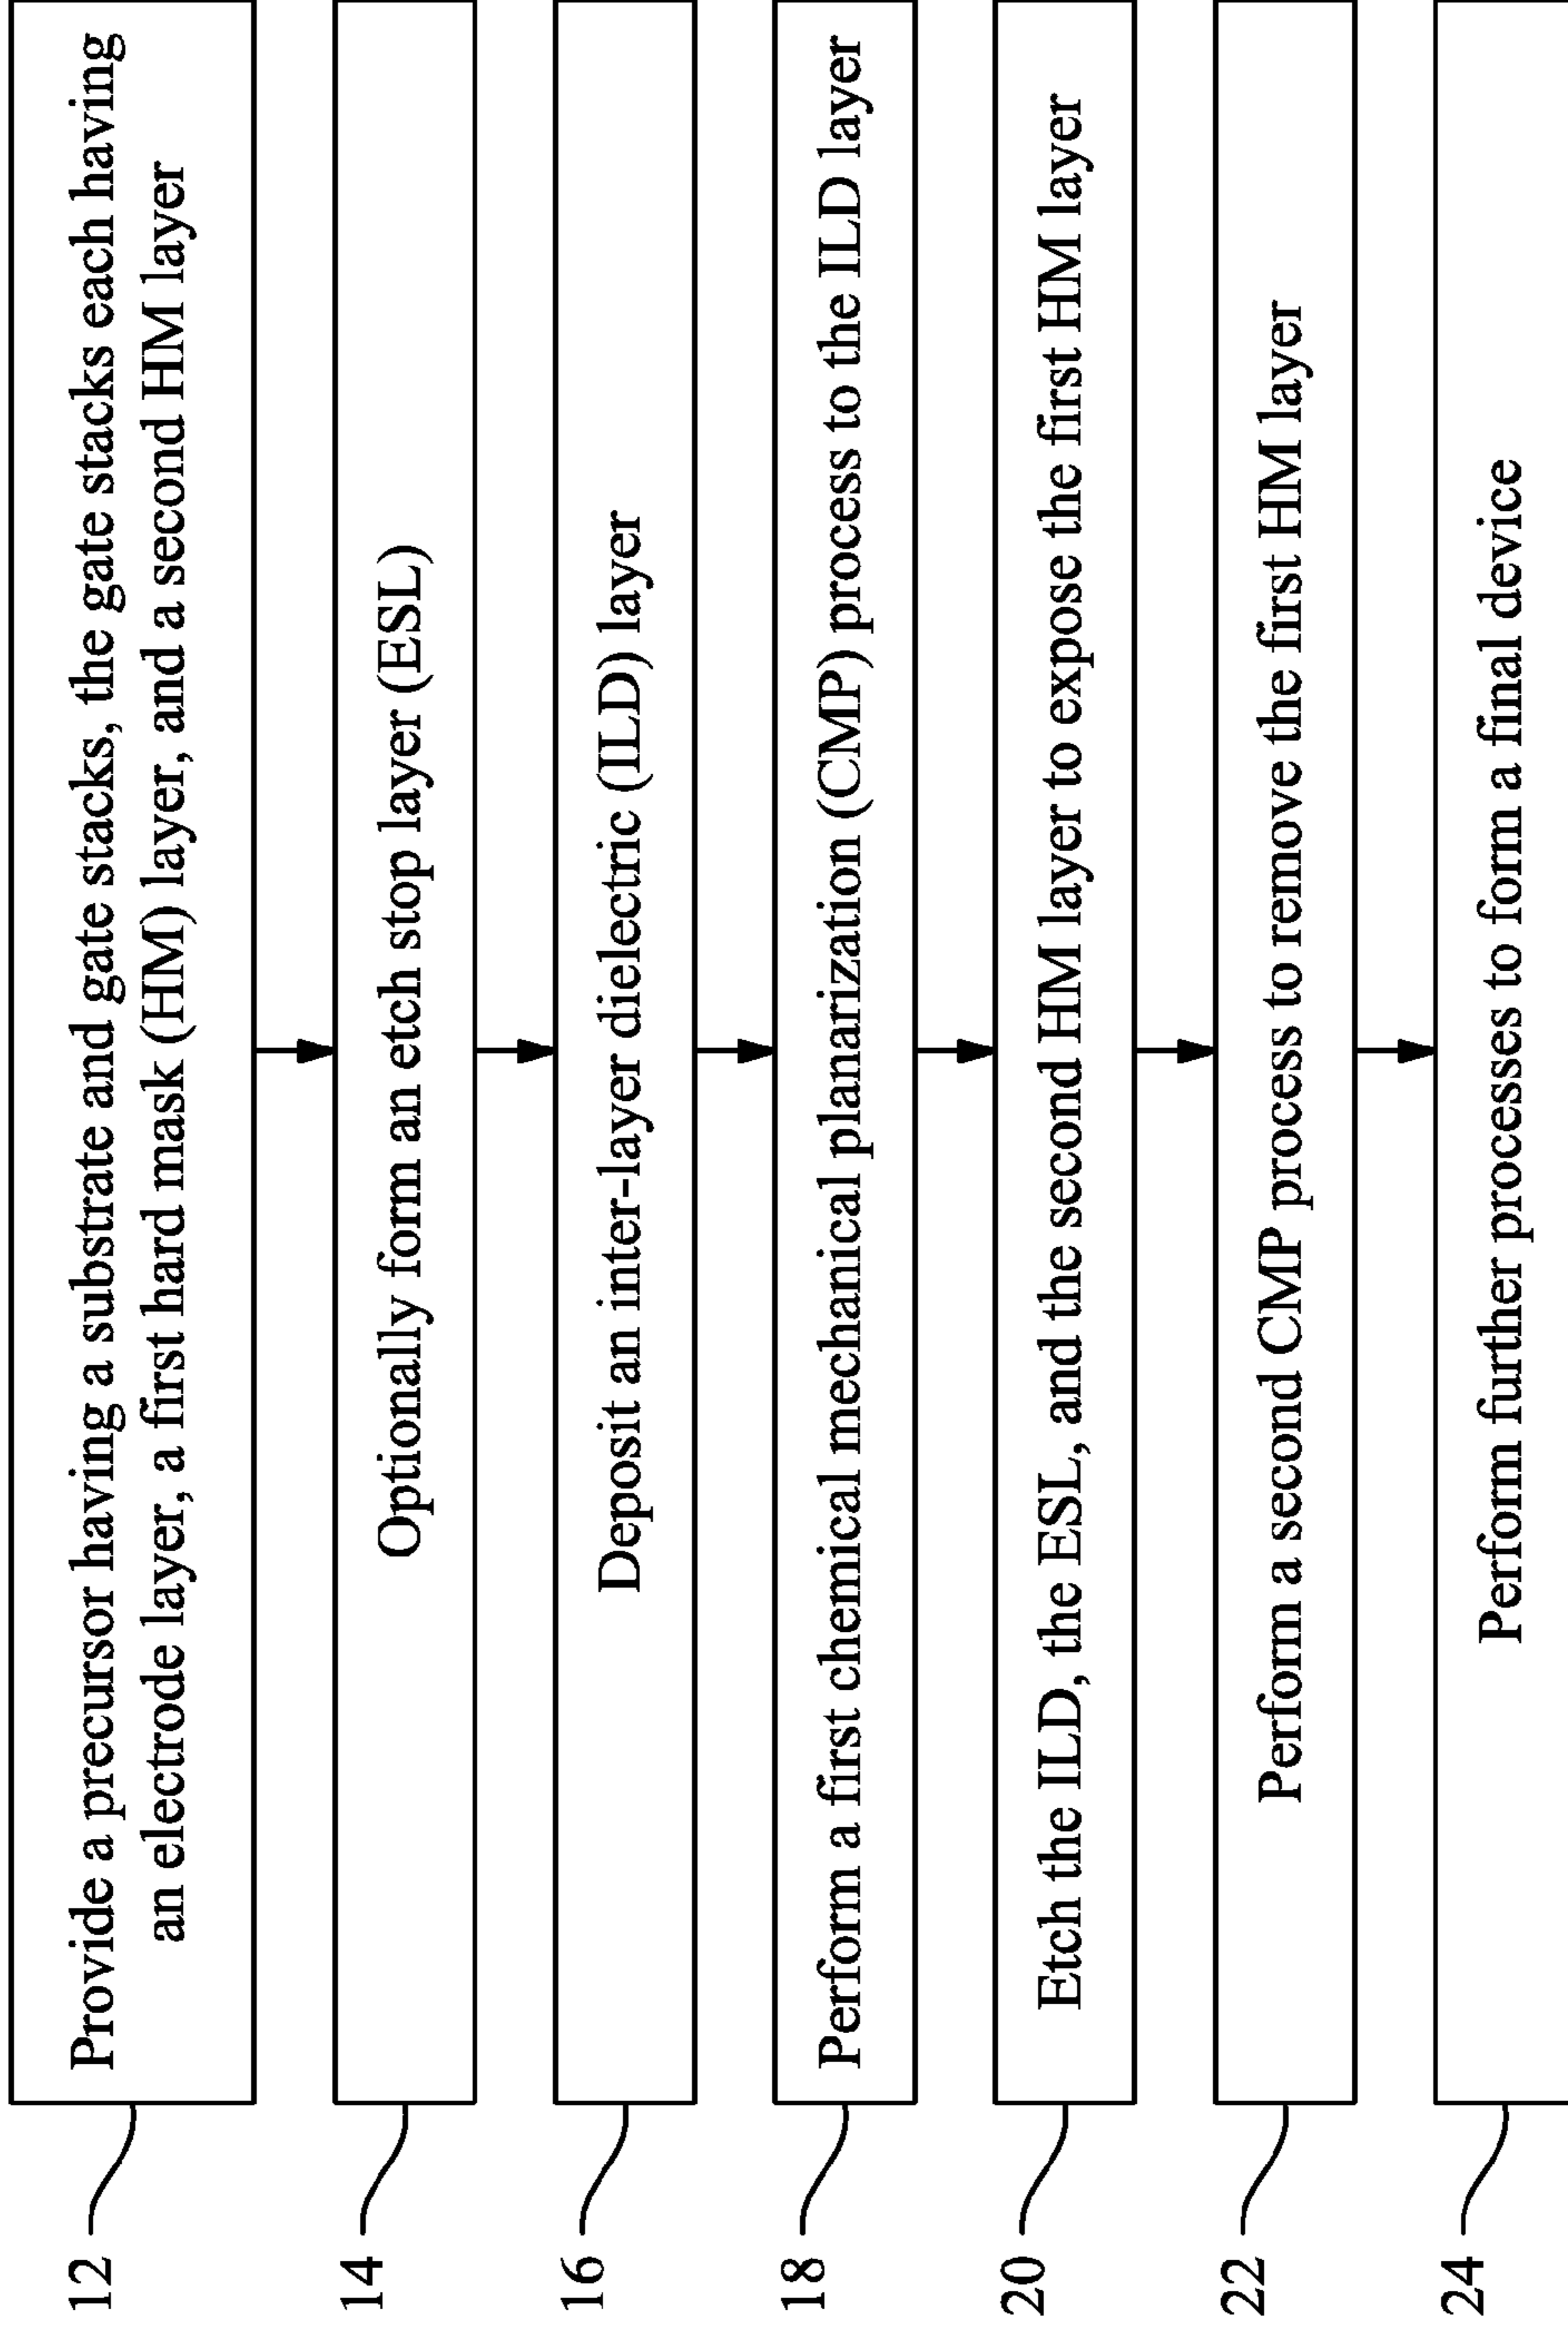 12
Provide a precursor having a substrate and gate stacks, the gate stacks each having
an electrode layer, a first hard mask (HM) layer, and a second HM layer
14
Optionally form an etch stop layer (ESL)
16
Deposit an inter-layer dielectric (ILD) layer
18
Perform a first chemical mechanical planarization (CMP) process to the ILD layer
20
Etch the ILD, the ESL, and the second HM layer to expose the first HM layer
22
Perform a second CMP process to remove the first HM layer
24
Perform further processes to form a final device